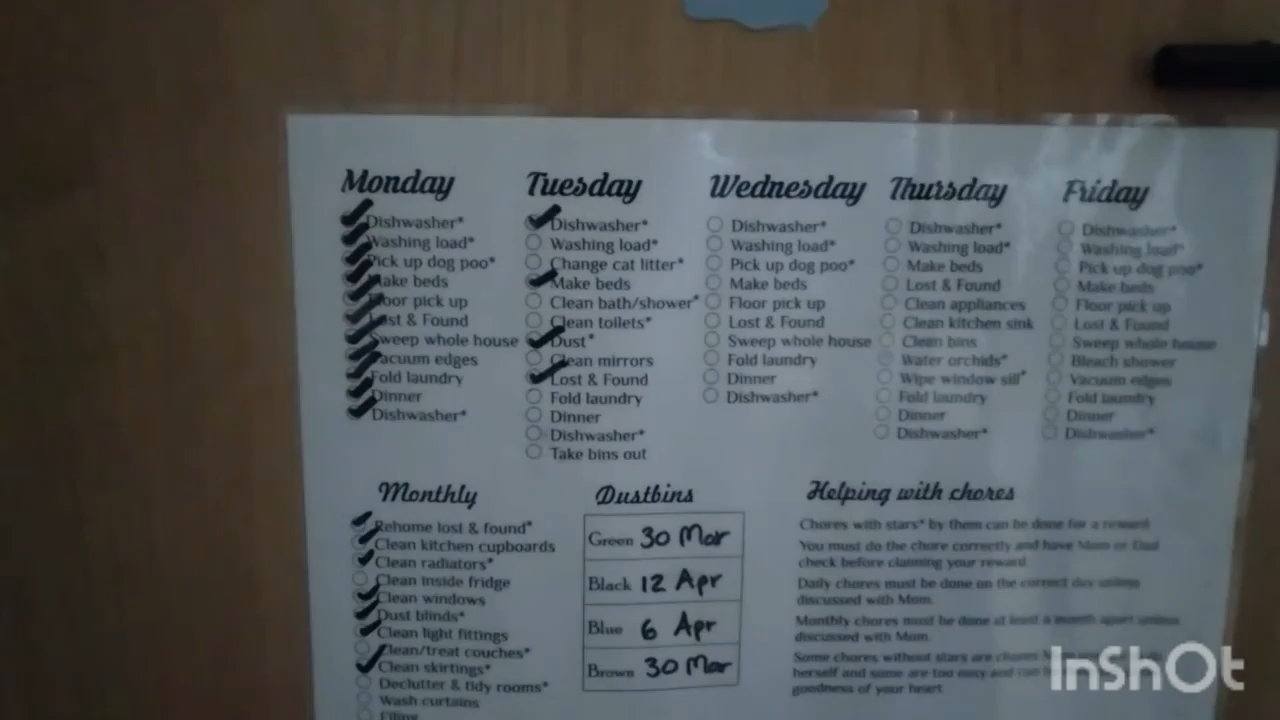 Monday
Dishwasher*
Washing load*
Pick up dog poo*
Make beds
Floor pick up
Lost & Found
Sweep whole house
Vacuum edges
Fold laundry
Dinner
Dishwasher*
Tuesday
Dishwasher*
Washing load*
Change cat litter*
Make beds
Clean bath/shower*
Clean toilets*
Dust*
Clean mirrors
Lost & Found
Fold laundry
Dinner
Dishwasher*
Take bins out
Wednesday
Dishwasher*
Washing load*
Pick up dog poo*
Make beds
Floor pick up
Lost & Found
Sweep whole house
Fold laundry
Dinner
Dishwasher*
Thursday
Dishwasher*
Washing load*
Make beds
Lost & Found
Clean appliances
Clean kitchen sink
Clean bins
Water orchids*
Wipe window sill*
Fold laundry
Dinner
Dishwasher*
Friday
Dishwasher*
Washing load*
Pick up dog poo*
Make beds
Floor pick up
Lost & Found
Sweep whole house
Bleach shower
Vacuum edges
Fold laundry
Dinner
Dishwasher*
Monthly
Rehome lost & found*
Clean kitchen cupboards
Clean radiators*
Clean inside fridge
Clean windows
Dust blinds*
Clean light fittings
Clean/treat couches*
Clean skirtings*
Declutter & tidy rooms*
Wash curtains
Filing
Dustbins
Green 30 Mar
Black 12 Apr
Blue 6 Apr
Brown 30 Mar
Helping with chores
Chores with stars* by them can be done for a reward
You must do the chore correctly and have Mom or Dad
check before claiming your reward.
Daily chores must be done on the correct day unless
discussed with Mom.
Monthly chores must be done at least a month apart unless
discussed with Mom.
Some chores without stars are chores
herself and some are too easy and can
goodness of your heart.
InShOt